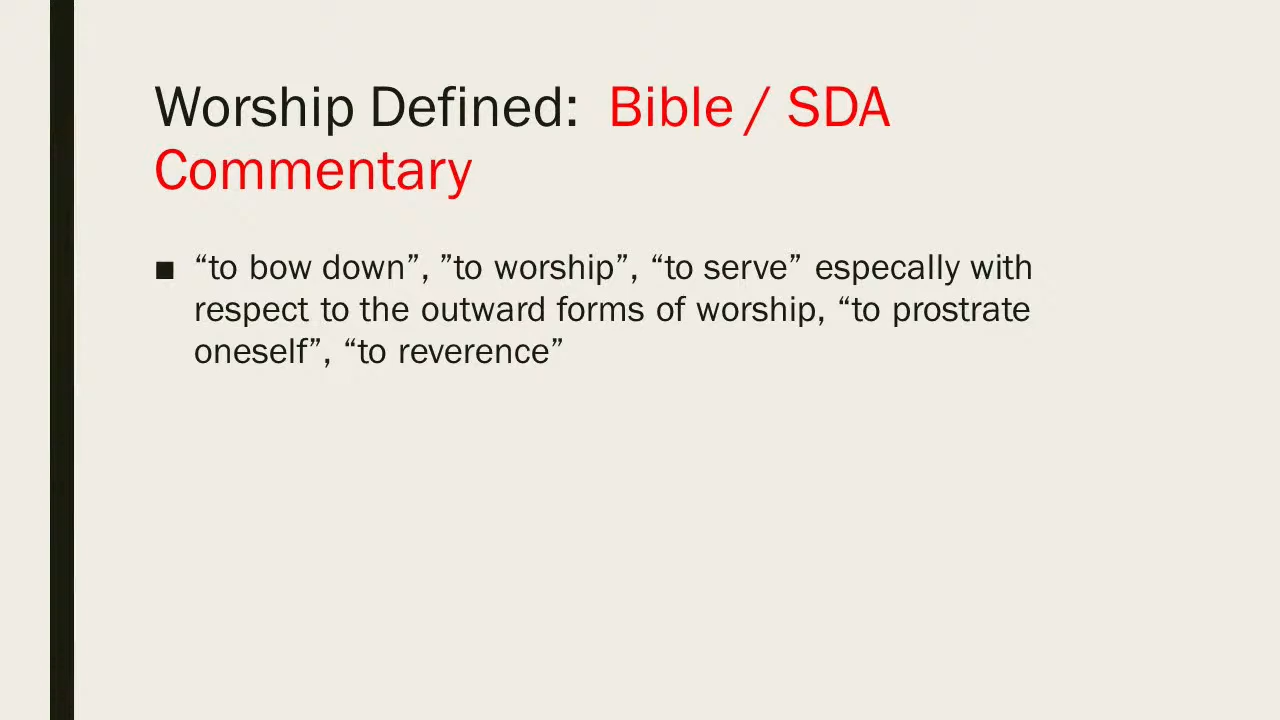 Worship Defined:  Bible / SDA
Commentary
■ “to bow down”, ”to worship”, “to serve” especally with
respect to the outward forms of worship, “to prostrate
oneself”, “to reverence”